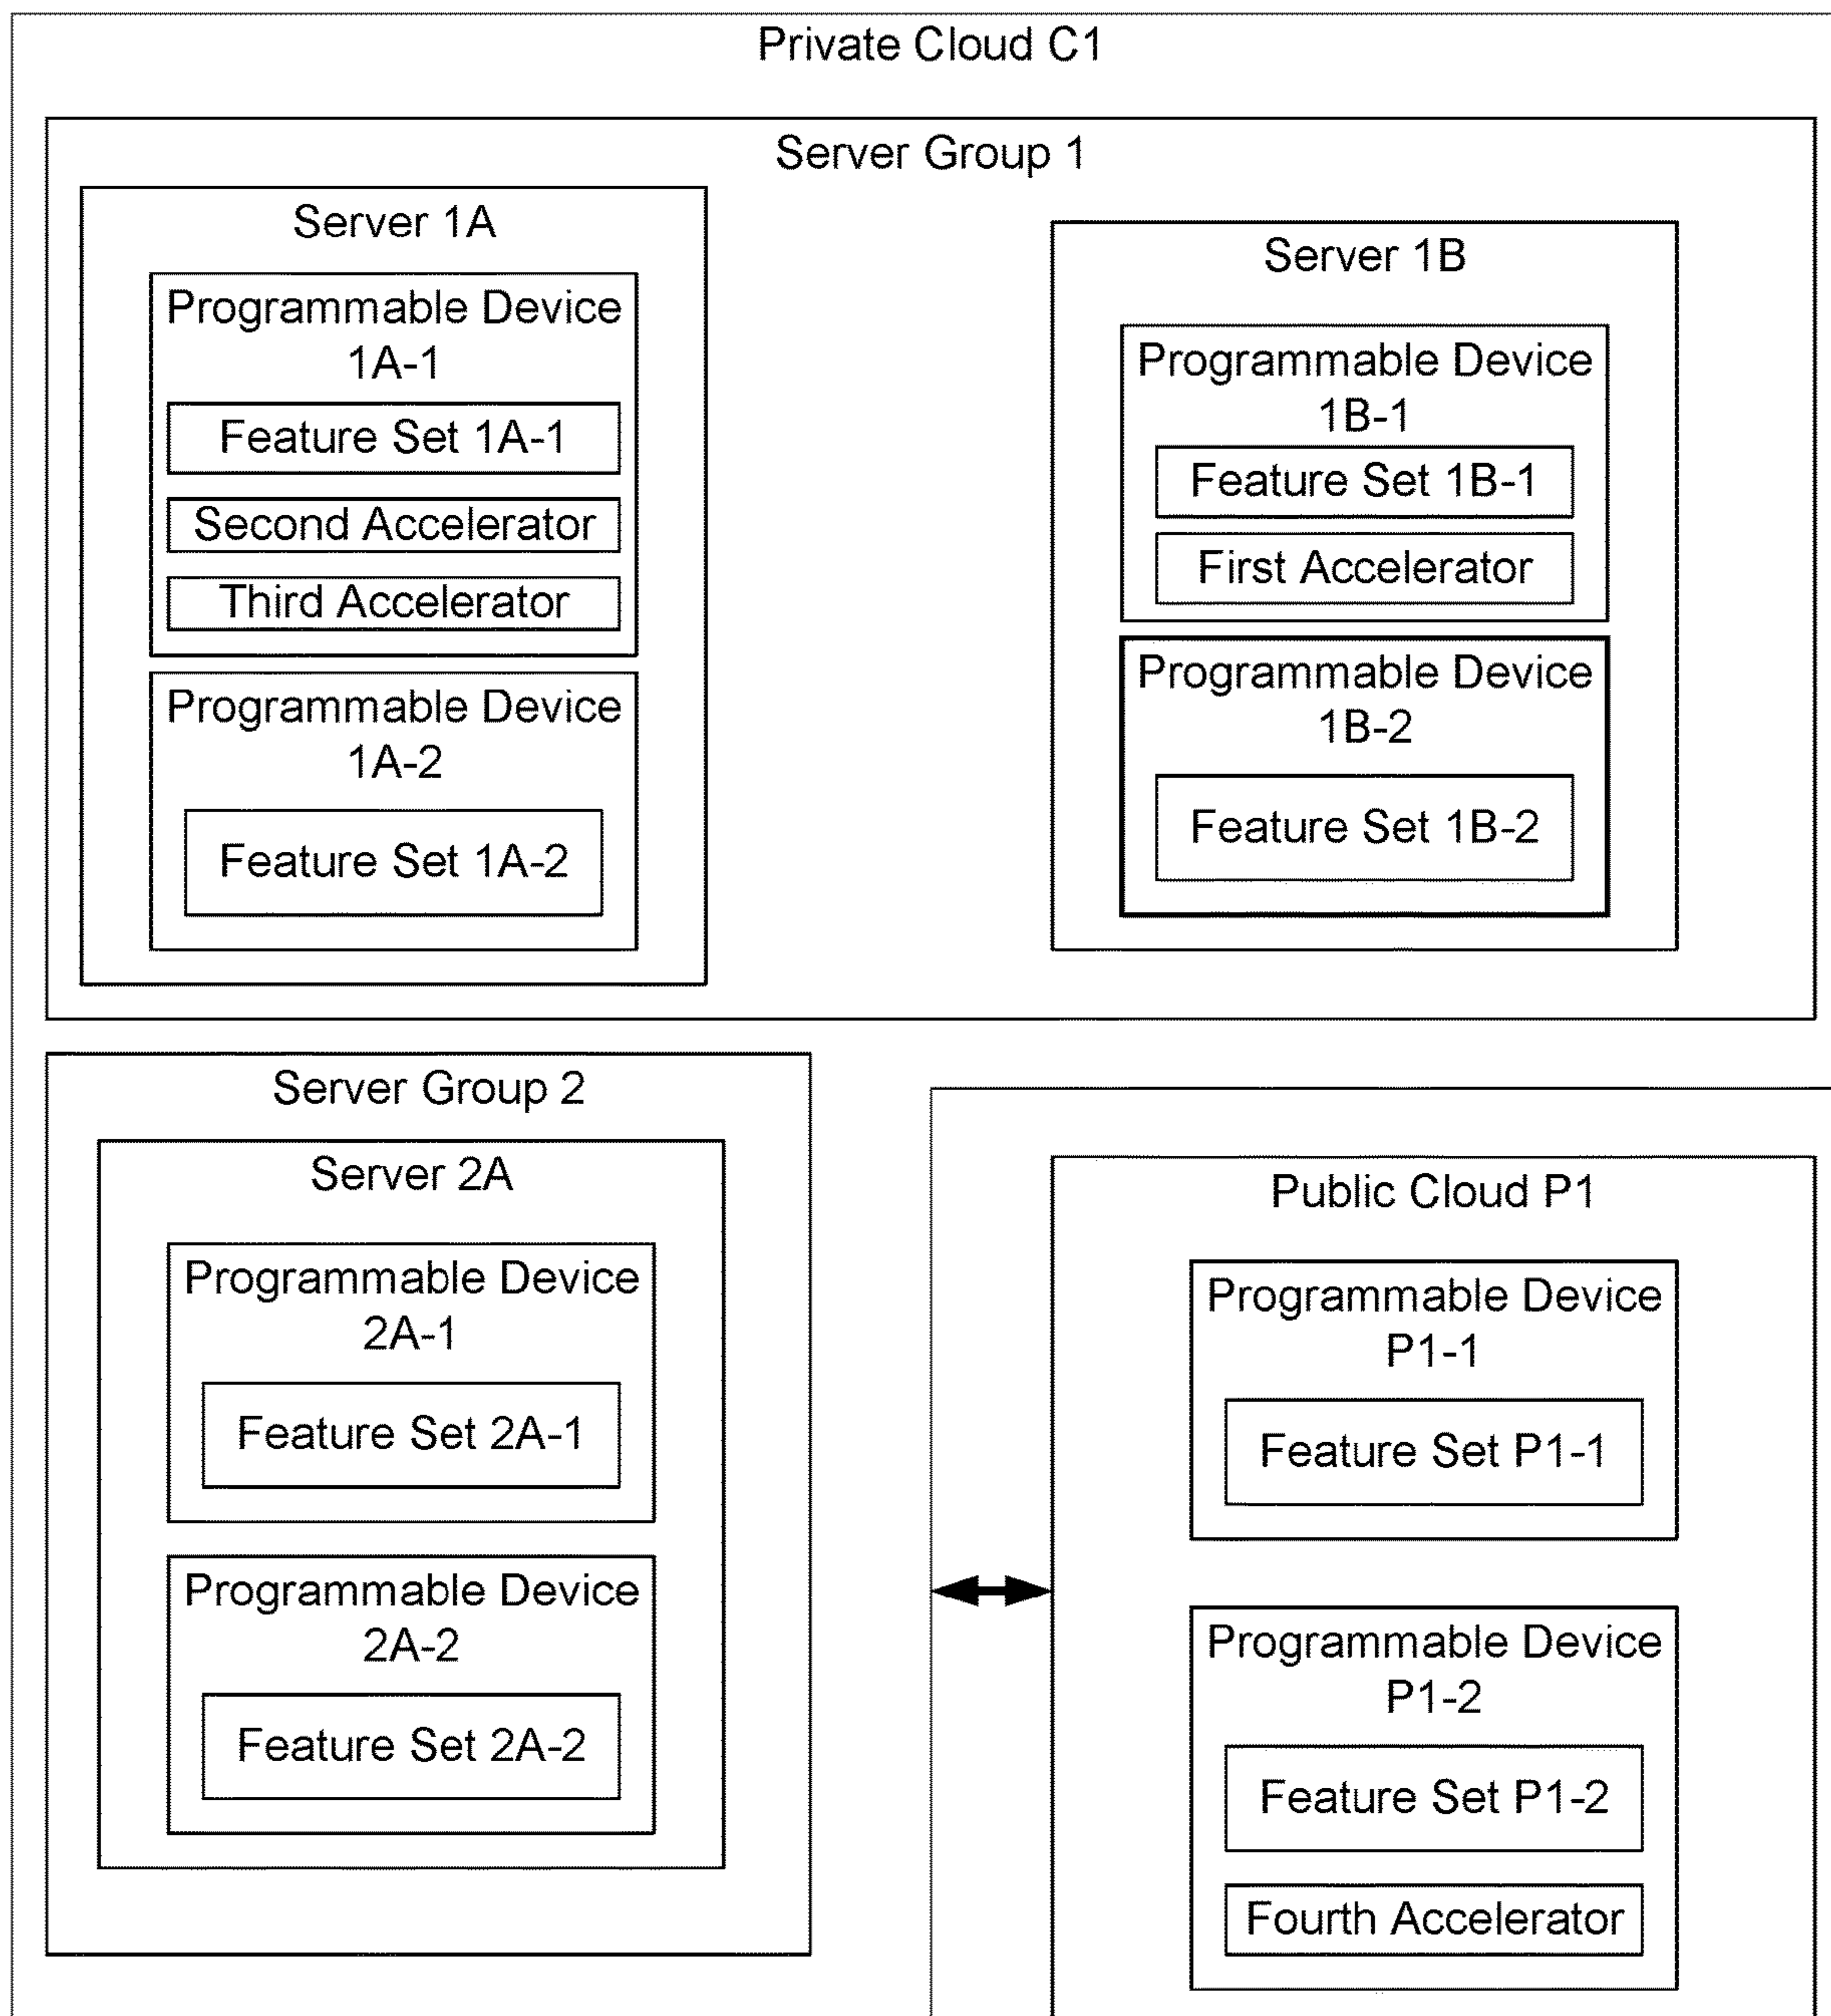 Private Cloud C1
Server Group 1
Server 1A
Programmable Device
1A-1
Feature Set 1A-1
Second Accelerator
Third Accelerator
Programmable Device
1A-2
Feature Set 1A-2
Server 1B
Programmable Device
1B-1
Feature Set 1B-1
First Accelerator
Programmable Device
1B-2
Feature Set 1B-2
Server Group 2
Server 2A
Programmable Device
2A-1
Feature Set 2A-1
Programmable Device
2A-2
Feature Set 2A-2
Public Cloud P1
Programmable Device
P1-1
Feature Set P1-1
Programmable Device
P1-2
Feature Set P1-2
Fourth Accelerator